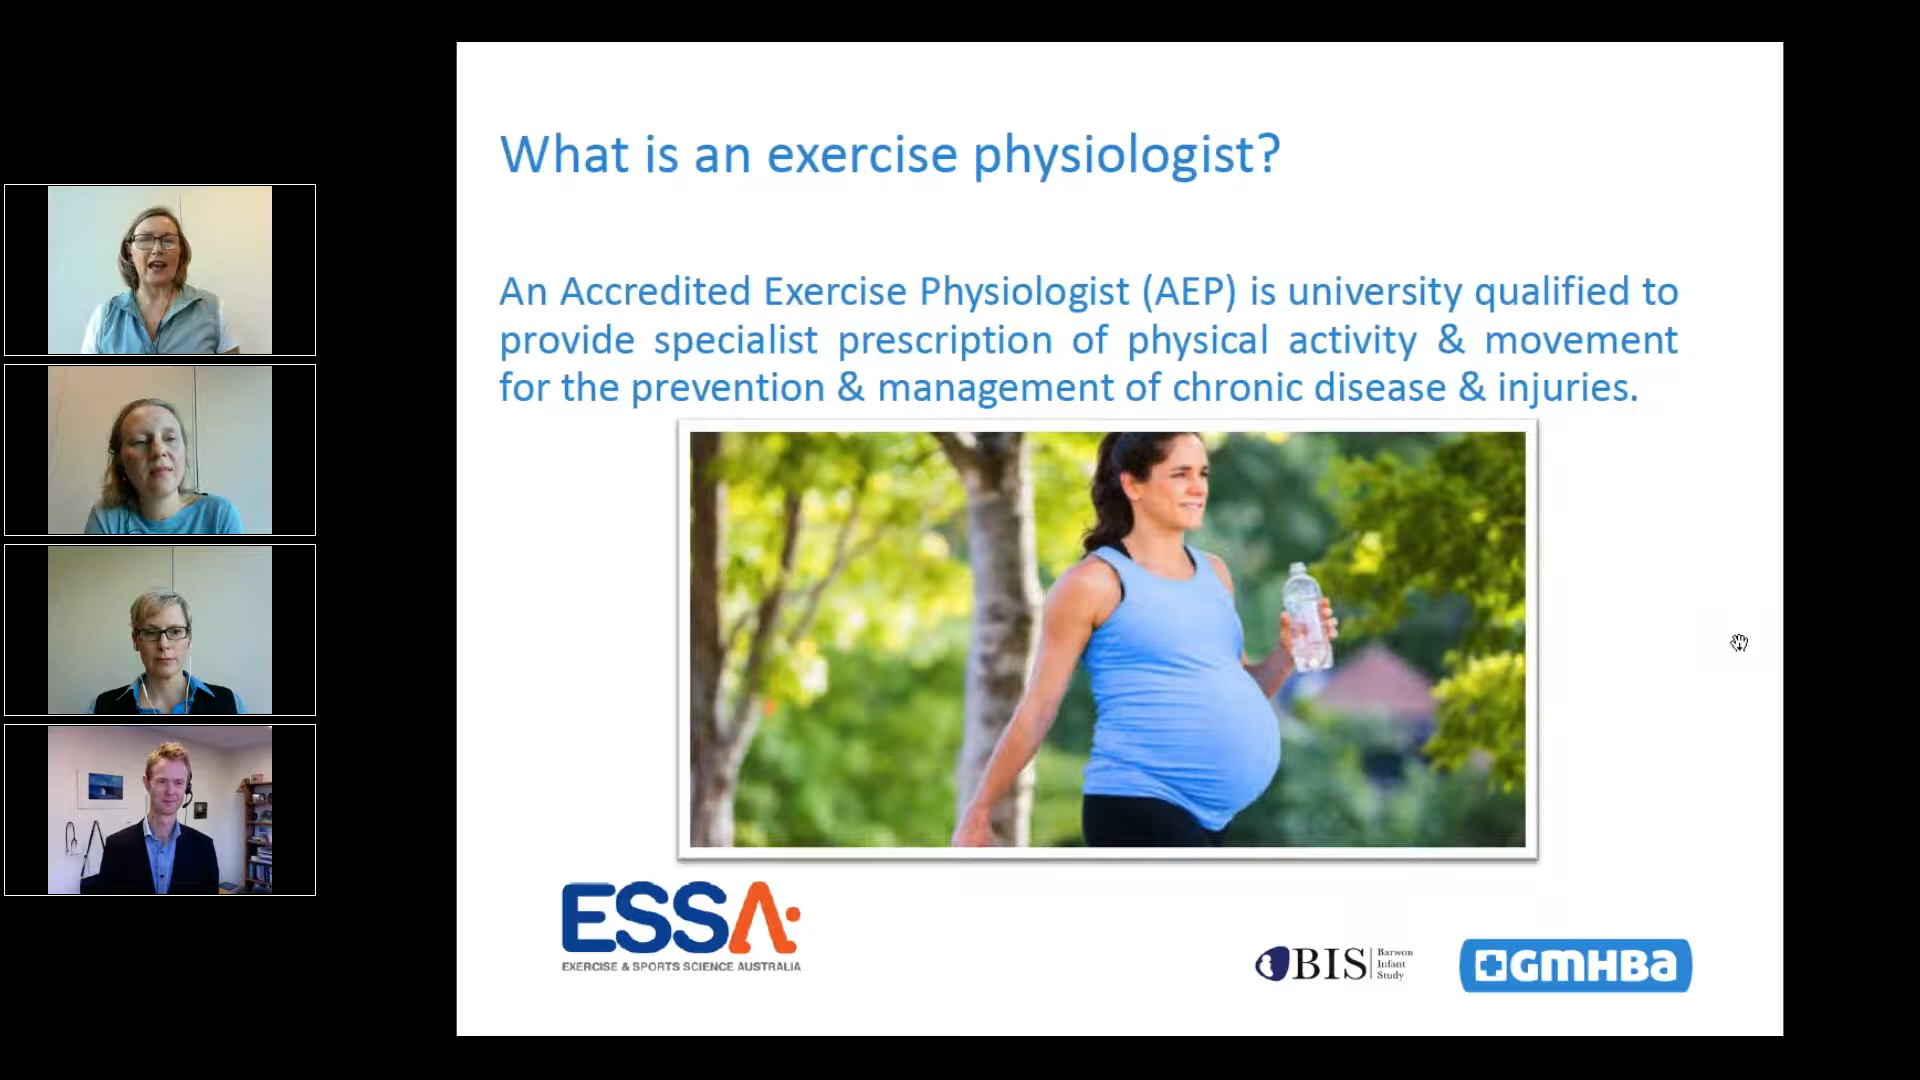 What is an exercise physiologist?
An Accredited Exercise Physiologist (AEP) is university qualified to
provide specialist prescription of physical activity & movement
for the prevention & management of chronic disease & injuries.
ESSA
EXERCISE & SPORTS SCIENCE AUSTRALIA
BIS
Barwon
Infant
Study
GMHBa